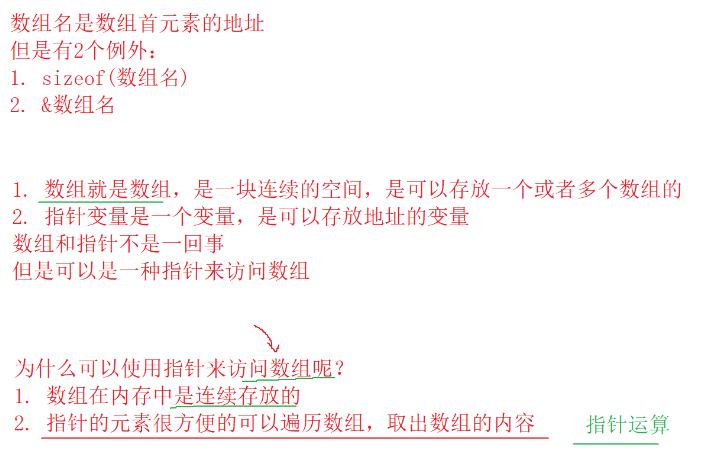 数组名是数组首元素的地址
但是有2个例外：
1. sizeof(数组名)
2. &数组名
1. 数组就是数组，是一块连续的空间，是可以存放一个或者多个数组的
2. 指针变量是一个变量，是可以存放地址的变量
数组和指针不是一回事
但是可以是一种指针来访问数组
为什么可以使用指针来访问数组呢？
1. 数组在内存中是连续存放的
2. 指针的元素很方便的可以遍历数组，取出数组的内容 指针运算